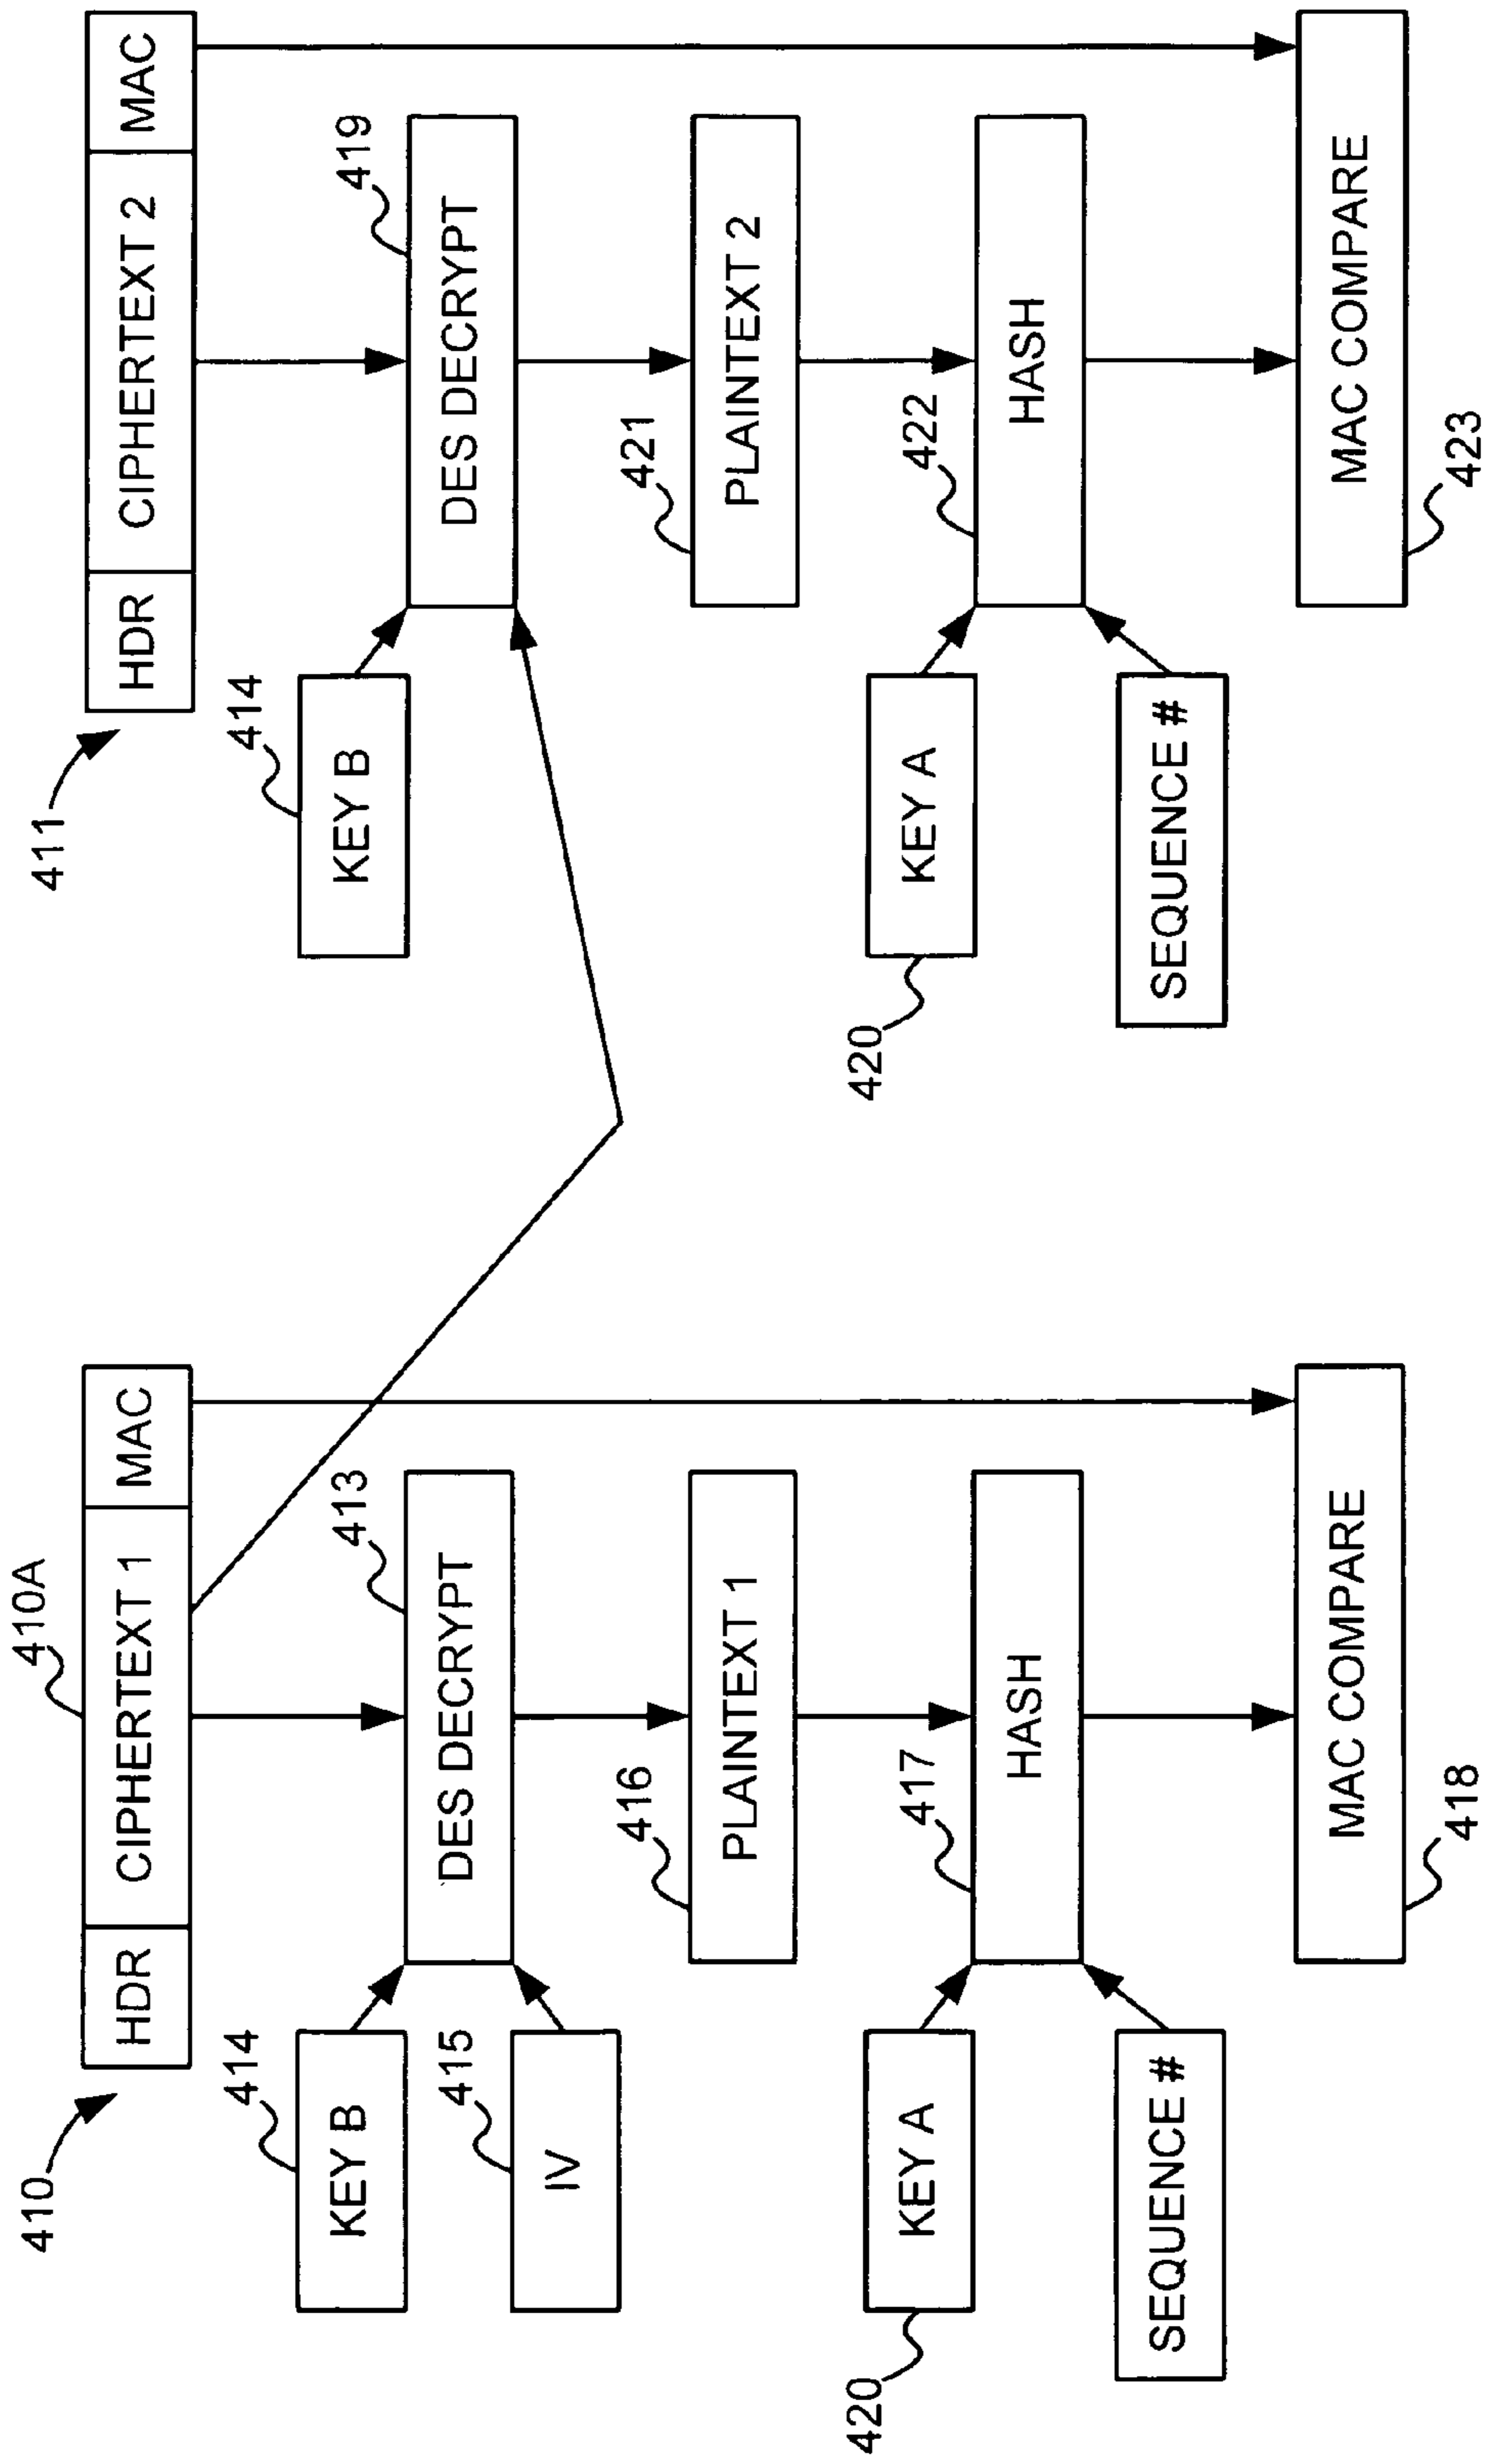 410
410A
HDR
CIPHERTEXT 1
MAC
414
KEY B
415
IV
413
DES DECRYPT
416
PLAINTEXT 1
420
KEY A
SEQUENCE #
417
HASH
MAC COMPARE
418
411
HDR
CIPHERTEXT 2
MAC
414
KEY B
419
DES DECRYPT
421
PLAINTEXT 2
420
KEY A
SEQUENCE #
422
HASH
MAC COMPARE
423